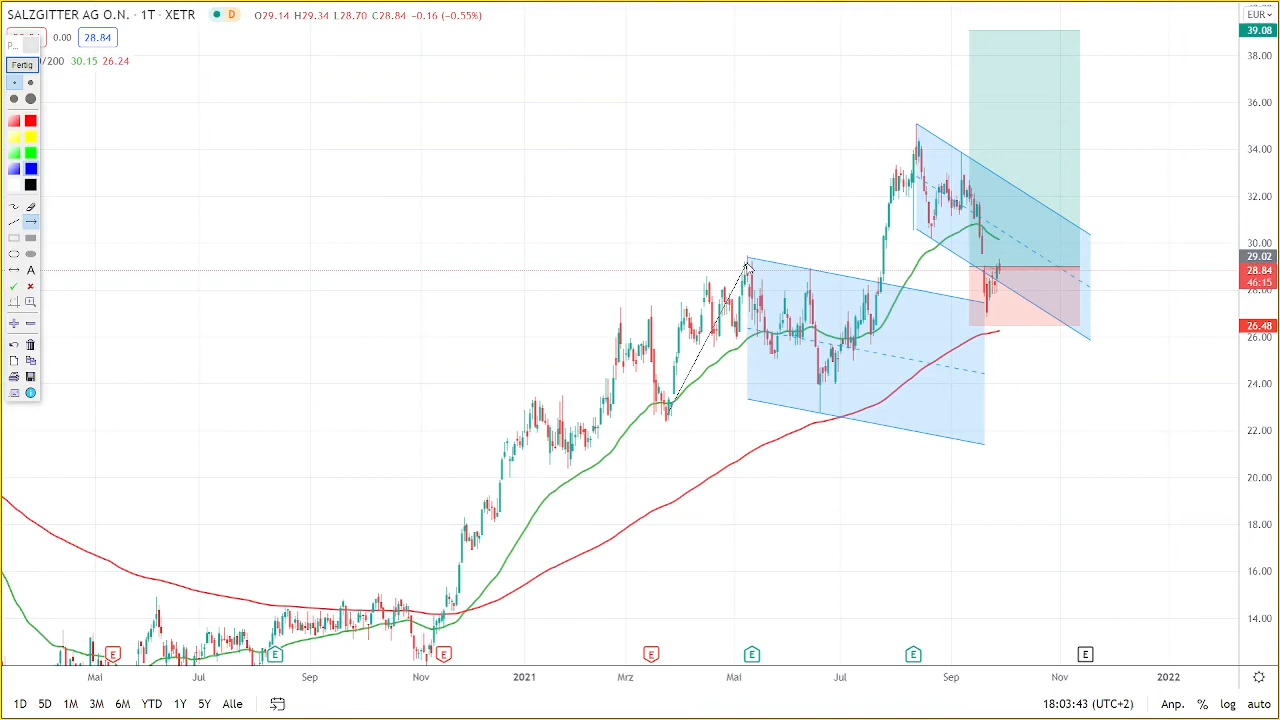 SALZGITTER AG O.N. · 1T · XETR D O29.14 H29.34 L28.70 C28.84 −0.16 (−0.55%)
0.00 28.84
P...
Fertig /200 30.15 26.24
A
EUR
39.08
38.00
36.00
34.00
32.00
30.00
29.02
28.84
46:15
26.48
26.00
24.00
22.00
20.00
18.00
16.00
14.00
E E E E E E E
Mai Jul Sep Nov 2021 Mrz Mai Jul Sep Nov 2022
1D 5D 1M 3M 6M YTD 1Y 5Y Alle 18:03:43 (UTC+2) Anp. % log auto